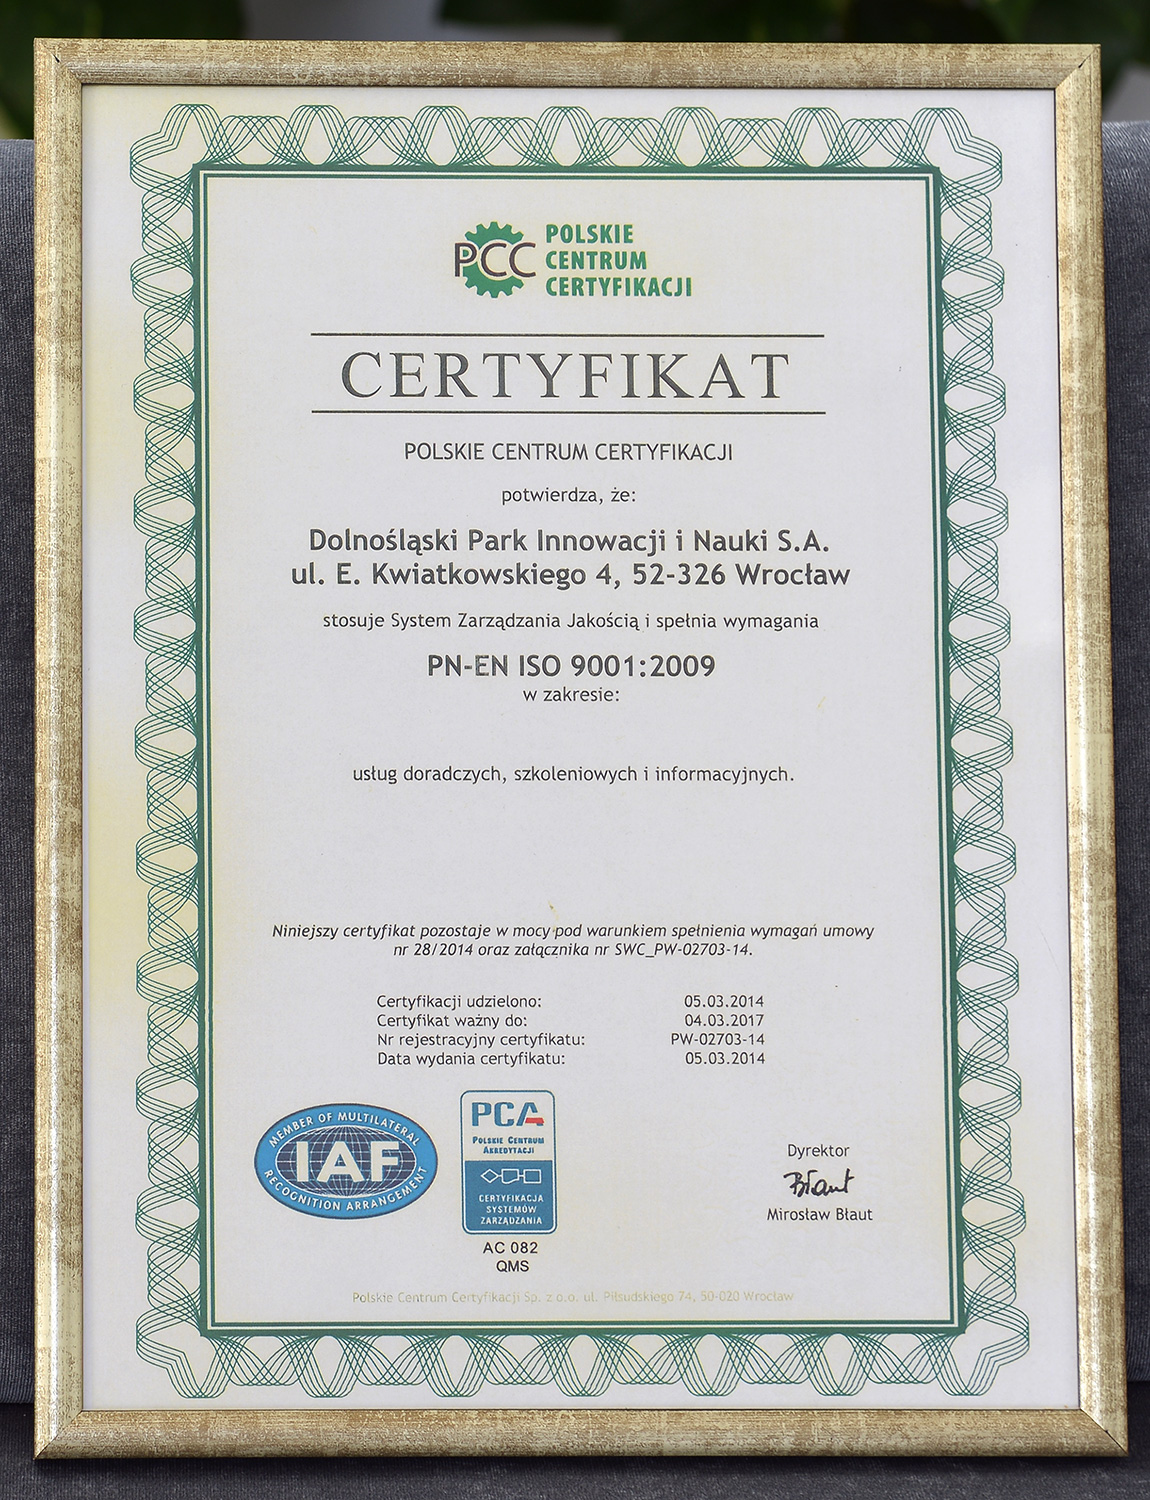 PCC POLSKIE
CENTRUM
CERTYFIKACJI
CERTYFIKAT
POLSKIE CENTRUM CERTYFIKACJI
potwierdza, że:
Dolnośląski Park Innowacji i Nauki S.A.
ul. E. Kwiatkowskiego 4, 52-326 Wrocław
stosuje System Zarządzania Jakością i spełnia wymagania
PN-EN ISO 9001:2009
w zakresie:
usług doradczych, szkoleniowych i informacyjnych.
Niniejszy certyfikat pozostaje w mocy pod warunkiem spełnienia wymagań umowy
nr 28/2014 oraz załącznika nr SWC_PW-02703-14.
Certyfikacji udzielono: 05.03.2014
Certyfikat ważny do: 04.03.2017
Nr rejestracyjny certyfikatu: PW-02703-14
Data wydania certyfikatu: 05.03.2014
MEMBER OF MULTILATERAL
IAF
RECOGNITION ARRANGEMENT
PCA
POLSKIE CENTRUM
AKREDYTACJI
CERTYFIKACJA
SYSTEMÓW
ZARZĄDZANIA
AC 082
QMS
Dyrektor
Błaut
Mirosław Błaut
Polskie Centrum Certyfikacji Sp. z o.o. ul. Piłsudskiego 74, 50-020 Wrocław